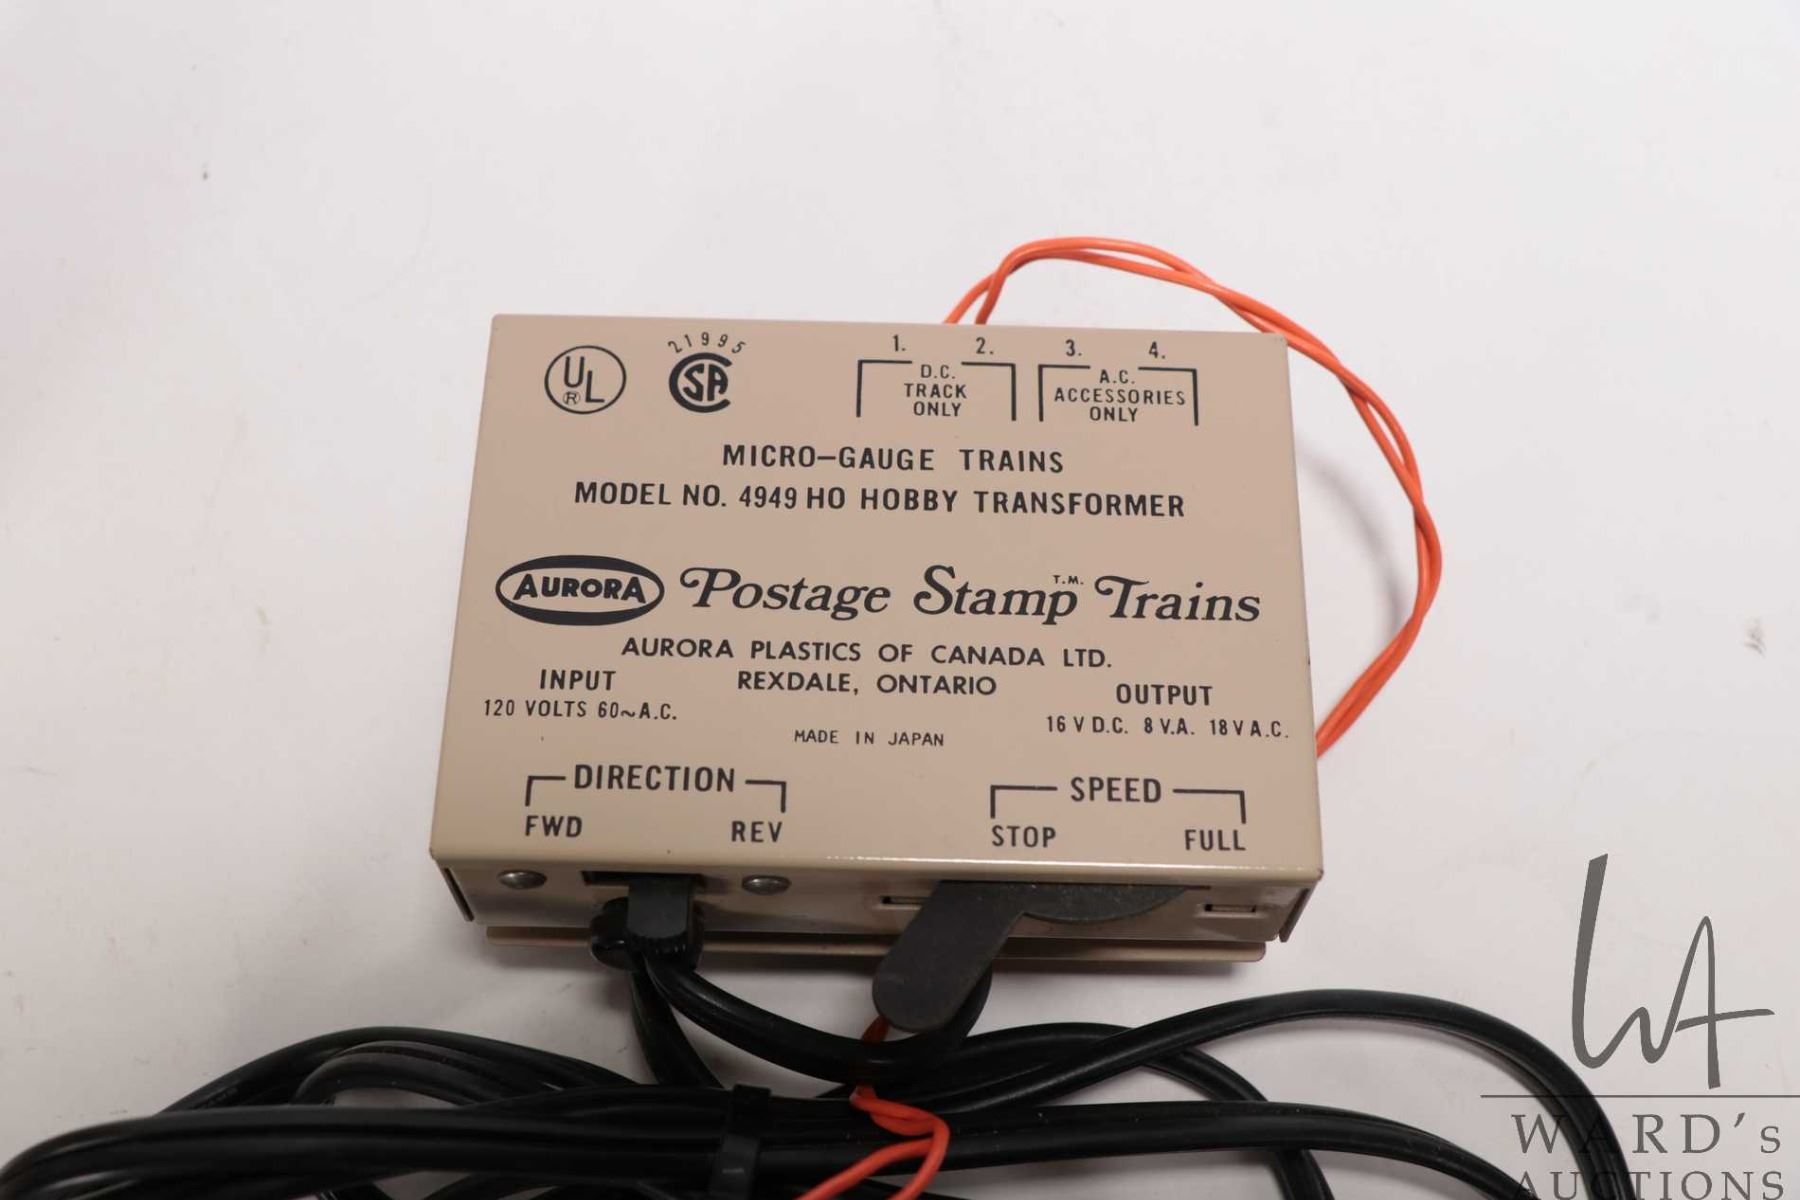 UL
®
21995
CSA
1. 2. 3. 4.
D.C.
TRACK
ONLY
A.C.
ACCESSORIES
ONLY
MICRO-GAUGE TRAINS
MODEL NO. 4949 HO HOBBY TRANSFORMER
AURORA Postage Stamp T.M. Trains
AURORA PLASTICS OF CANADA LTD.
REXDALE, ONTARIO
INPUT
120 VOLTS 60~A.C.
OUTPUT
16 V D.C. 8 V.A. 18 V A.C.
MADE IN JAPAN
DIRECTION
FWD REV
SPEED
STOP FULL
WA
WARD's
AUCTIONS